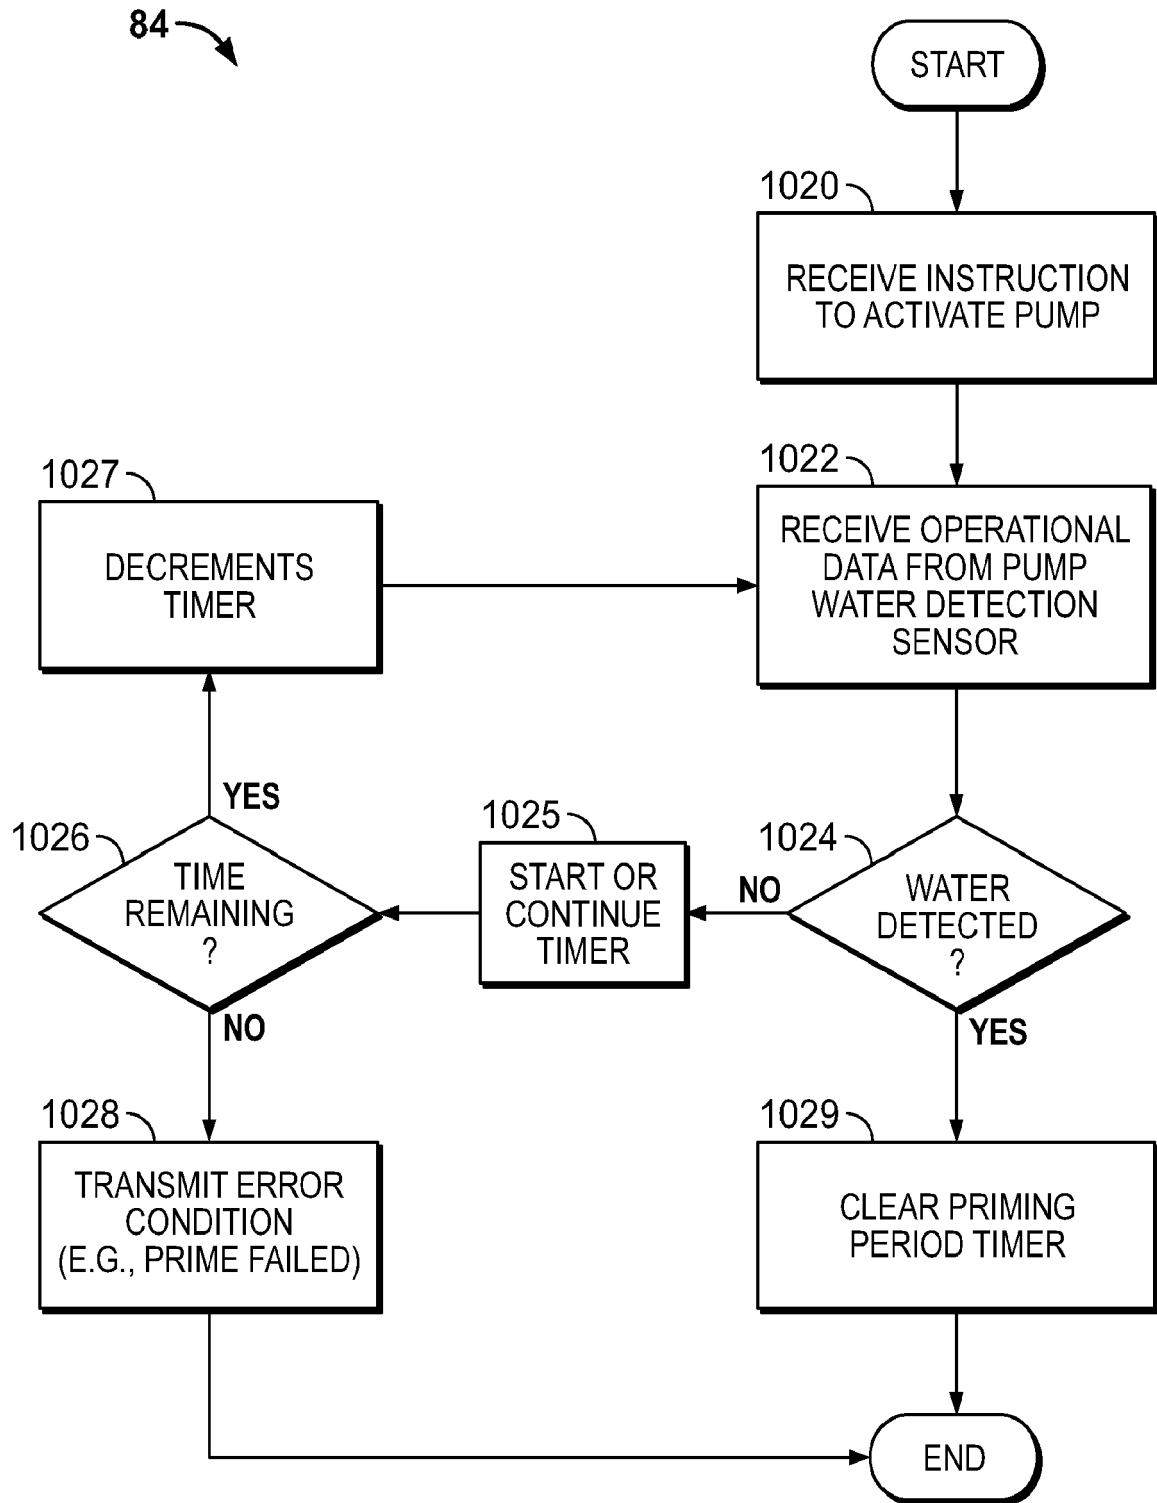 84
START
1020
RECEIVE INSTRUCTION
TO ACTIVATE PUMP
1022
RECEIVE OPERATIONAL
DATA FROM PUMP
WATER DETECTION
SENSOR
1027
DECREMENTS
TIMER
1024
WATER
DETECTED
?
NO
YES
1025
START OR
CONTINUE
TIMER
1026
TIME
REMAINING
?
YES
NO
1028
TRANSMIT ERROR
CONDITION
(E.G., PRIME FAILED)
1029
CLEAR PRIMING
PERIOD TIMER
END